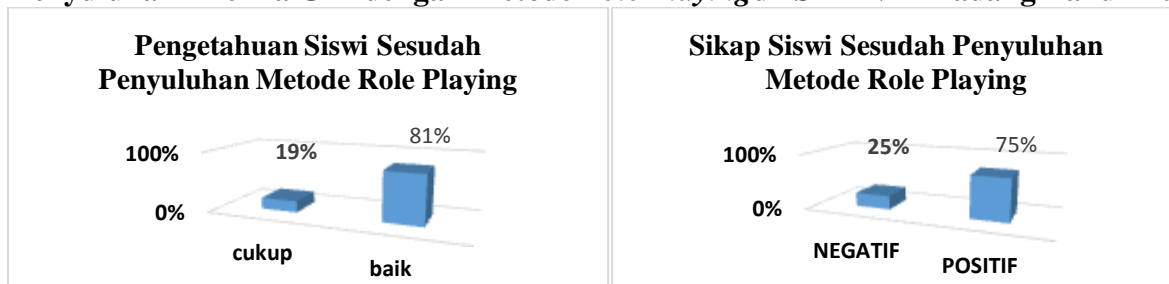 Pengetahuan Siswi Sesudah
Penyuluhan Metode Role Playing
100%
19%
81%
0%
cukup
baik
Sikap Siswi Sesudah Penyuluhan
Metode Role Playing
100%
25%
75%
0%
NEGATIF
POSITIF